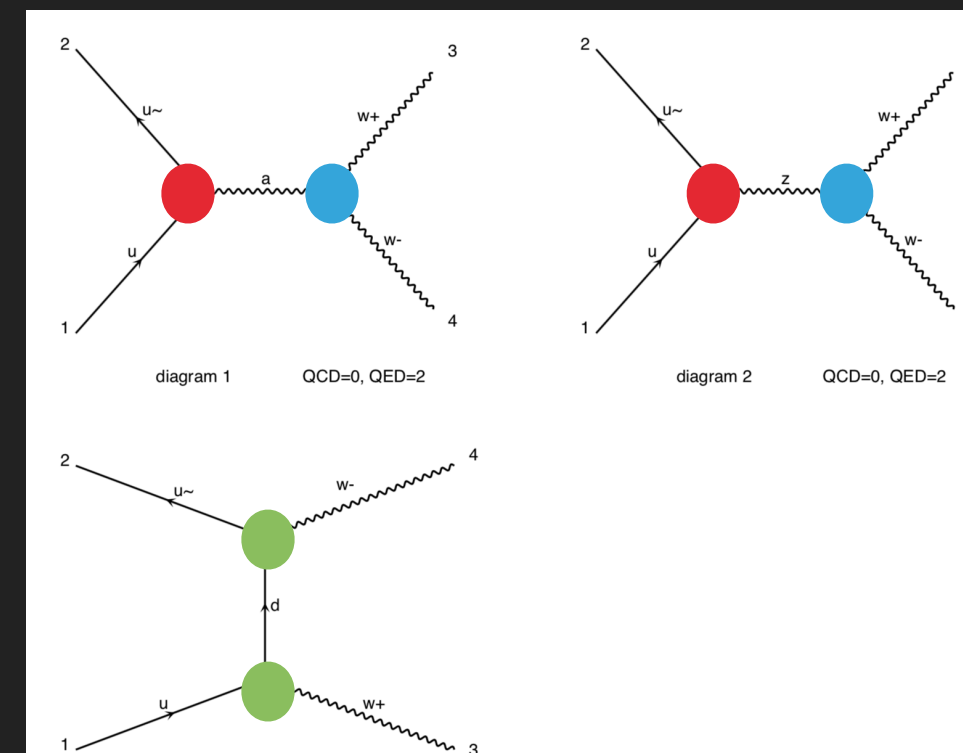 2
3
u~
w+
a
u
w-
1
4
diagram 1 QCD=0, QED=2
2
u~
w+
z
u
w-
1
diagram 2 QCD=0, QED=2
2
4
u~
w-
d
u
w+
1
3